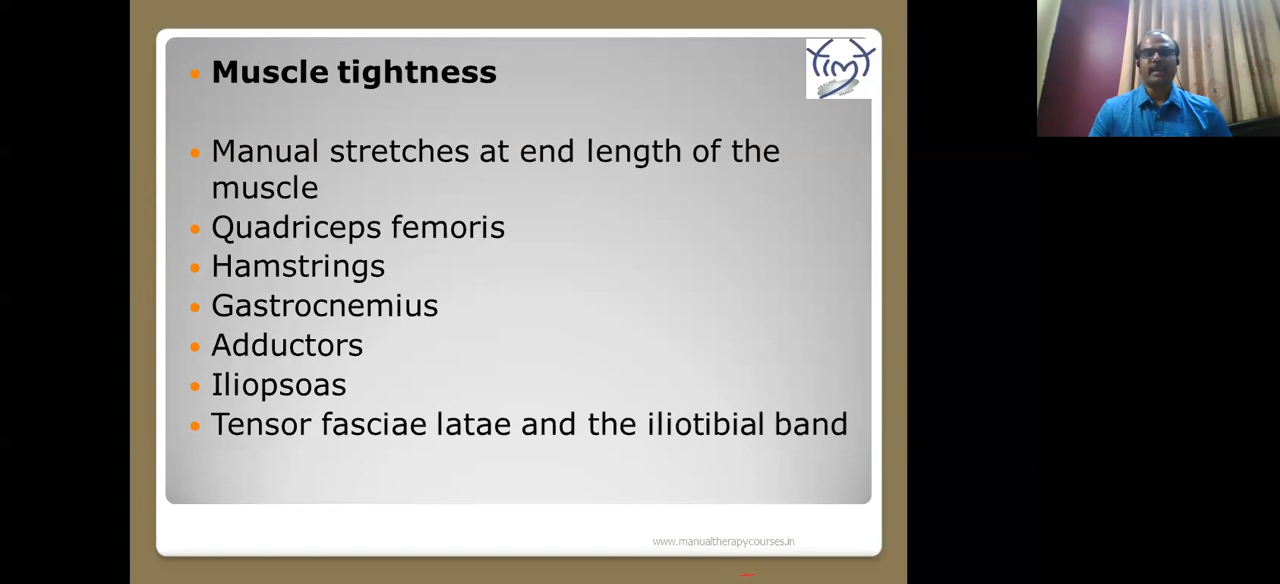 Muscle tightness
Manual stretches at end length of the
muscle
Quadriceps femoris
Hamstrings
Gastrocnemius
Adductors
Iliopsoas
Tensor fasciae latae and the iliotibial band
www.manualtherapycourses.in